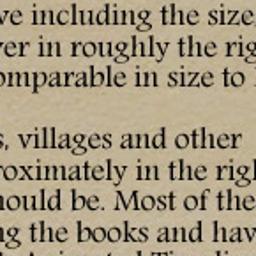 ve including the size,
ver in roughly the rig
omparable in size to
s, villages and other
roximately in the righ
hould be. Most of the
ng the books and hav